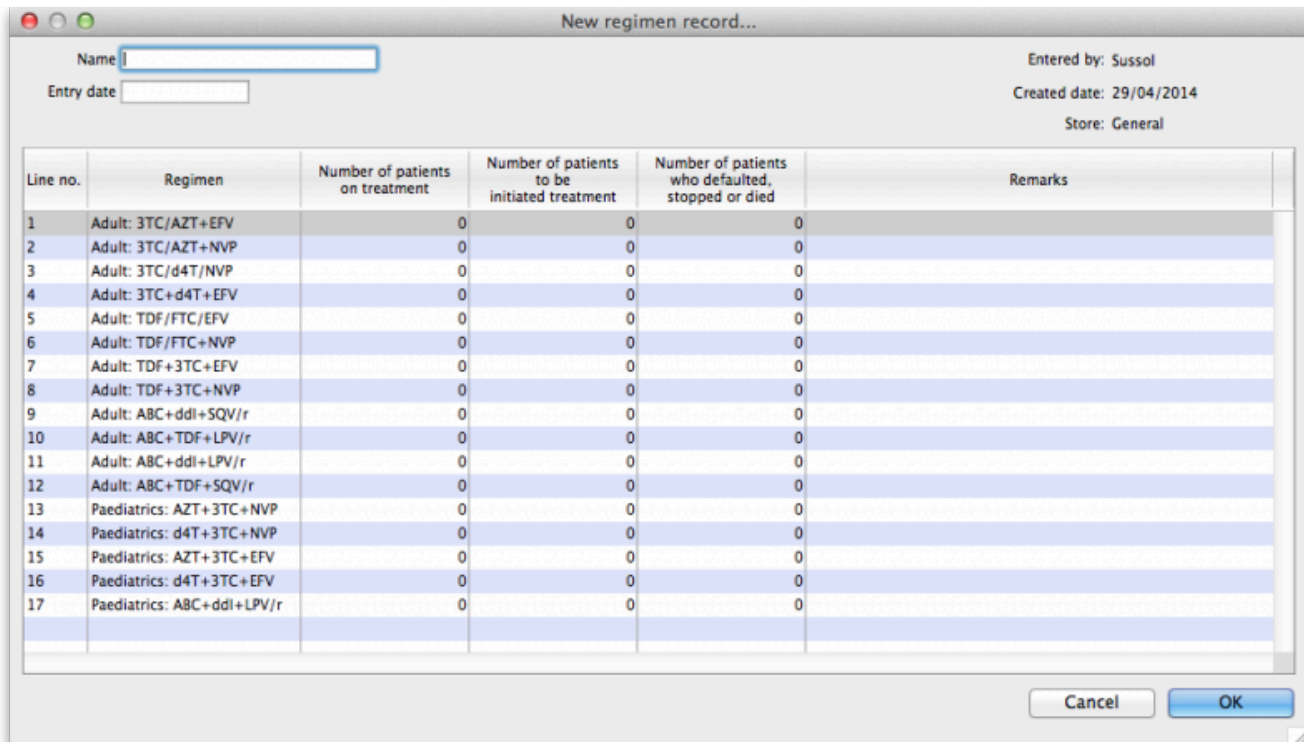 New regimen record...
Name
Entered by: Sussol
Entry date
Created date: 29/04/2014
Store: General
Line no. Regimen Number of patients on treatment Number of patients to be initiated treatment Number of patients who defaulted, stopped or died Remarks
1 Adult: 3TC/AZT+EFV 0 0 0
2 Adult: 3TC/AZT+NVP 0 0 0
3 Adult: 3TC/d4T/NVP 0 0 0
4 Adult: 3TC+d4T+EFV 0 0 0
5 Adult: TDF/FTC/EFV 0 0 0
6 Adult: TDF/FTC+NVP 0 0 0
7 Adult: TDF+3TC+EFV 0 0 0
8 Adult: TDF+3TC+NVP 0 0 0
9 Adult: ABC+ddI+SQV/r 0 0 0
10 Adult: ABC+TDF+LPV/r 0 0 0
11 Adult: ABC+ddI+LPV/r 0 0 0
12 Adult: ABC+TDF+SQV/r 0 0 0
13 Paediatrics: AZT+3TC+NVP 0 0 0
14 Paediatrics: d4T+3TC+NVP 0 0 0
15 Paediatrics: AZT+3TC+EFV 0 0 0
16 Paediatrics: d4T+3TC+EFV 0 0 0
17 Paediatrics: ABC+ddI+LPV/r 0 0 0
Cancel OK